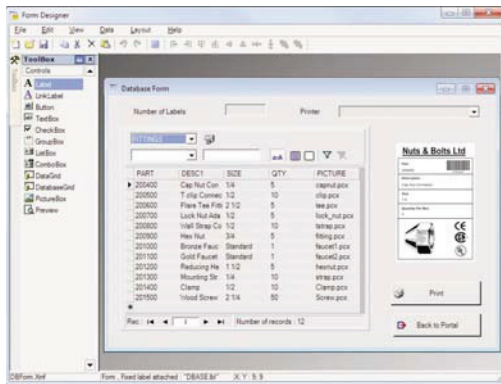 Form Designer
File Edit View Data Layout Help
ToolBox
Controls
Label
LinkLabel
Button
TextBox
CheckBox
GroupBox
ListBox
ComboBox
DataGrid
DatabaseGrid
PictureBox
Preview
Database Form
Number of Labels
Printer
FITTINGS
PART DESC1 SIZE QTY PICTURE
200400 Cap Nut Con 1/4 5 capnut.pcx
200500 T clip Connec 1/2 10 clip.pcx
200600 Flare Tee Fitti 2 1/2 5 tee.pcx
200700 Lock Nut Ada 1/2 5 lock_nut.pcx
200800 Wall Strap Co 1/2 10 tstrap.pcx
200900 Hex Nut 3/4 5 fitting.pcx
201000 Bronze Fauc Standard 1 faucet1.pcx
201100 Gold Faucet Standard 1 faucet2.pcx
201200 Reducing He 1 1/2 5 hexnut.pcx
201300 Mounting Str 1/4 10 strap.pcx
201400 Clamp 1/2 10 Clamp.pcx
201500 Wood Screw 2 1/4 50 Screw.pcx
Rec: 1 Number of records : 12
Nuts & Bolts Ltd
Print
Back to Portal
DBForm.Xmf
Form , Fixed label attached : "DBASE.lbl" X,Y : 9, 9